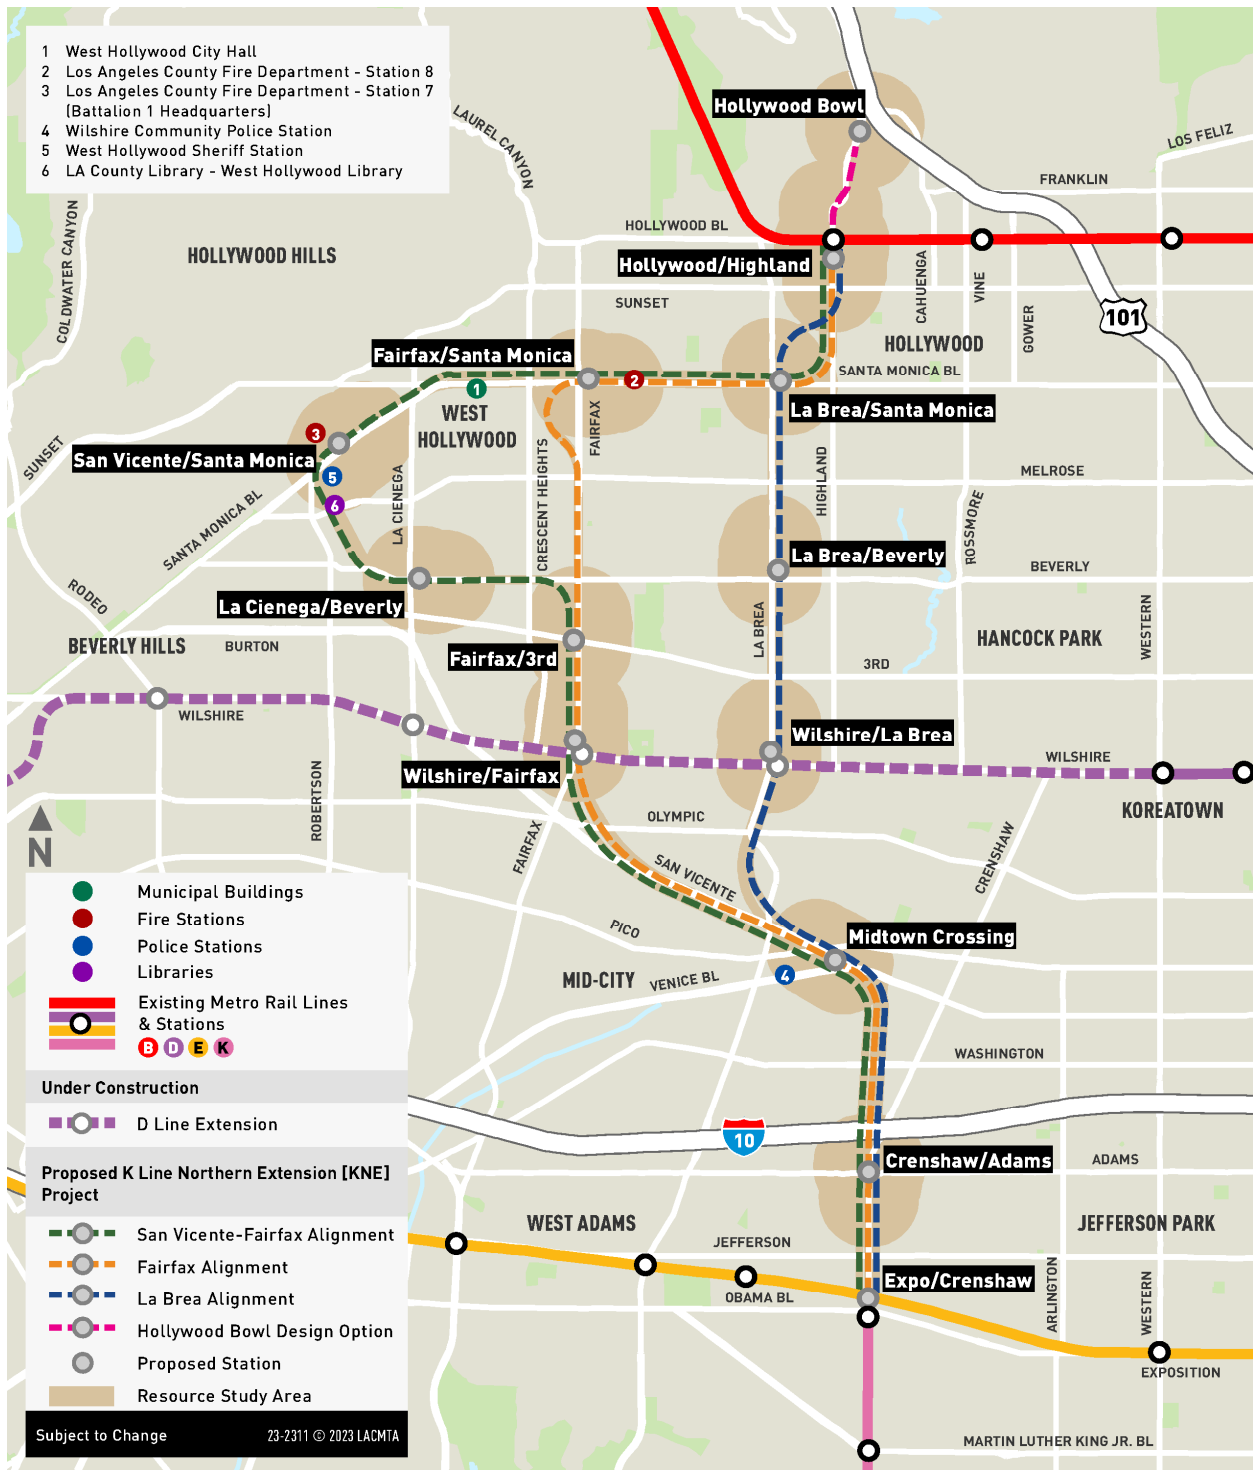 1 West Hollywood City Hall
2 Los Angeles County Fire Department - Station 8
3 Los Angeles County Fire Department - Station 7
(Battalion 1 Headquarters)
4 Wilshire Community Police Station
5 West Hollywood Sheriff Station
6 LA County Library - West Hollywood Library
Hollywood Bowl
LAUREL CANYON
LOS FELIZ
FRANKLIN
COLDWATER CANYON
HOLLYWOOD BL
HOLLYWOOD HILLS
Hollywood/Highland
CAHUENGA
VINE
GOWER
SUNSET
101
HOLLYWOOD
Fairfax/Santa Monica
SANTA MONICA BL
1
2
La Brea/Santa Monica
WEST
HOLLYWOOD
FAIRFAX
3
San Vicente/Santa Monica
SUNSET
5
6
MELROSE
HIGHLAND
CRESCENT HEIGHTS
LA CIENEGA
SANTA MONICA BL
ROSSMORE
La Brea/Beverly
BEVERLY
RODEO
La Cienega/Beverly
LA BREA
WESTERN
HANCOCK PARK
BEVERLY HILLS
BURTON
Fairfax/3rd
3RD
WILSHIRE
Wilshire/La Brea
WILSHIRE
Wilshire/Fairfax
KOREATOWN
ROBERTSON
OLYMPIC
N
FAIRFAX
SAN VICENTE
CRENSHAW
PICO
Midtown Crossing
MID-CITY
VENICE BL
4
WASHINGTON
10
Crenshaw/Adams
ADAMS
WEST ADAMS
JEFFERSON
JEFFERSON PARK
Expo/Crenshaw
OBAMA BL
ARLINGTON
WESTERN
EXPOSITION
MARTIN LUTHER KING JR. BL
Municipal Buildings
Fire Stations
Police Stations
Libraries
Existing Metro Rail Lines
& Stations
B D E K
Under Construction
D Line Extension
Proposed K Line Northern Extension [KNE]
Project
San Vicente-Fairfax Alignment
Fairfax Alignment
La Brea Alignment
Hollywood Bowl Design Option
Proposed Station
Resource Study Area
Subject to Change 23-2311 © 2023 LACMTA